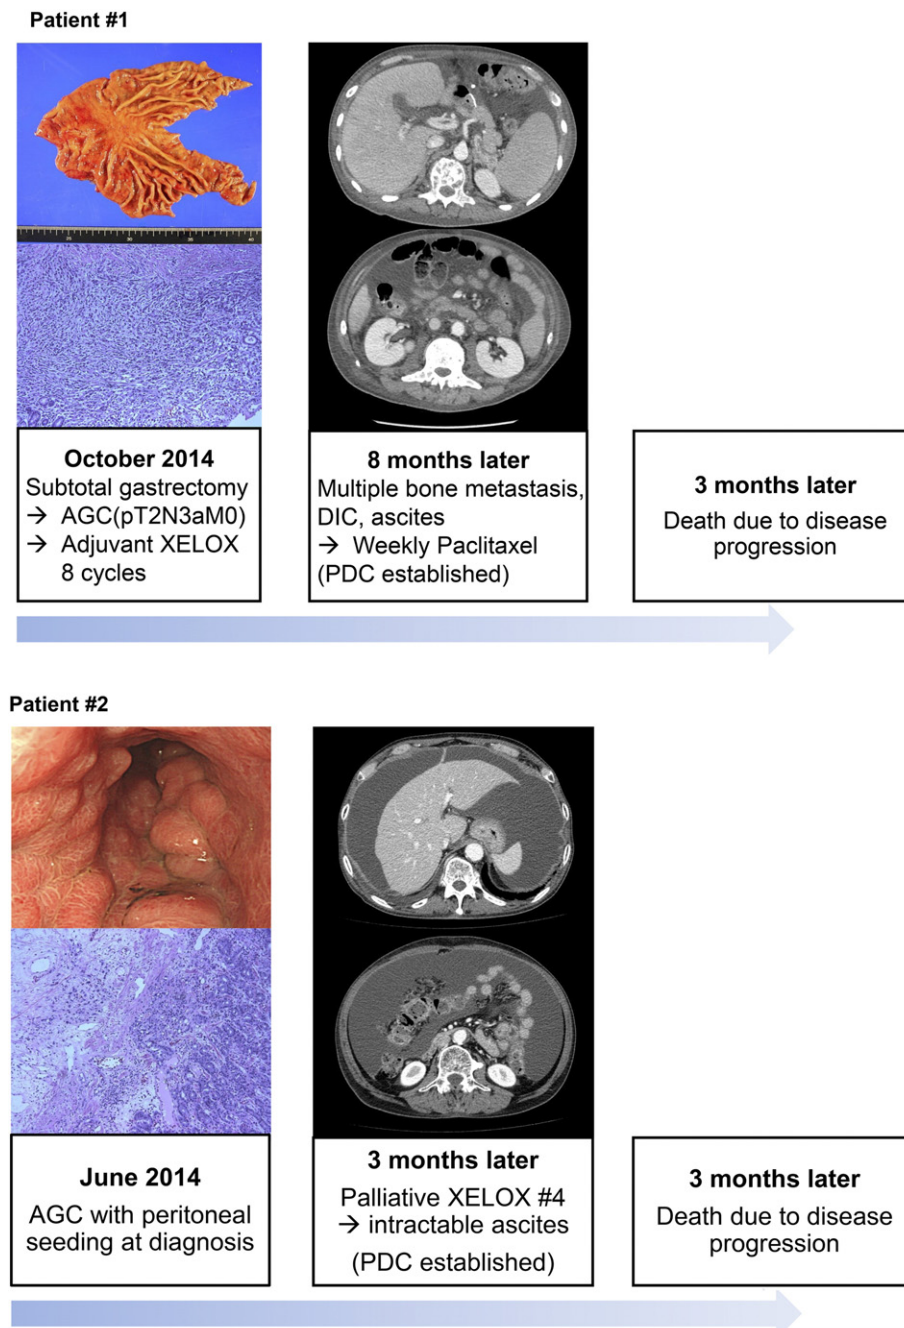 Patient #1
October 2014
Subtotal gastrectomy
→ AGC(pT2N3aM0)
→ Adjuvant XELOX
8 cycles
8 months later
Multiple bone metastasis,
DIC, ascites
→ Weekly Paclitaxel
(PDC established)
3 months later
Death due to disease
progression
Patient #2
June 2014
AGC with peritoneal
seeding at diagnosis
3 months later
Palliative XELOX #4
→ intractable ascites
(PDC established)
3 months later
Death due to disease
progression